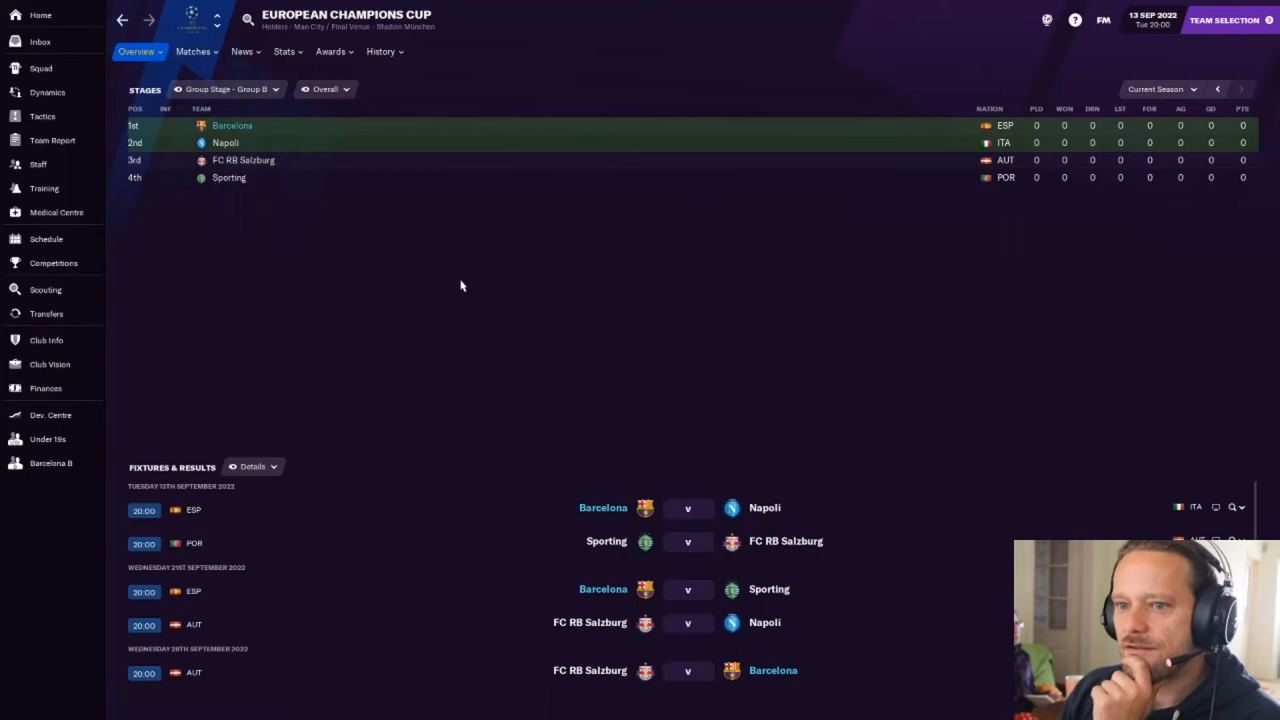 Home
Inbox
Squad
Dynamics
Tactics
Team Report
Staff
Training
Medical Centre
Schedule
Competitions
Scouting
Transfers
Club Info
Club Vision
Finances
Dev. Centre
Under 19s
Barcelona B
EUROPEAN CHAMPIONS CUP
Holders - Man City / Final Venue - Stadion München
? FM 13 SEP 2022 Tue 20:00 TEAM SELECTION
Overview Matches News Stats Awards History
STAGES Group Stage - Group B Overall Current Season
POS INF TEAM NATION PLD WON DRN LST FOR AG GD PTS
1st Barcelona ESP 0 0 0 0 0 0 0 0
2nd Napoli ITA 0 0 0 0 0 0 0 0
3rd FC RB Salzburg AUT 0 0 0 0 0 0 0 0
4th Sporting POR 0 0 0 0 0 0 0 0
FIXTURES & RESULTS Details
TUESDAY 13TH SEPTEMBER 2022
20:00 ESP Barcelona v Napoli ITA
20:00 POR Sporting v FC RB Salzburg
WEDNESDAY 21ST SEPTEMBER 2022
20:00 ESP Barcelona v Sporting
20:00 AUT FC RB Salzburg v Napoli
WEDNESDAY 28TH SEPTEMBER 2022
20:00 AUT FC RB Salzburg v Barcelona